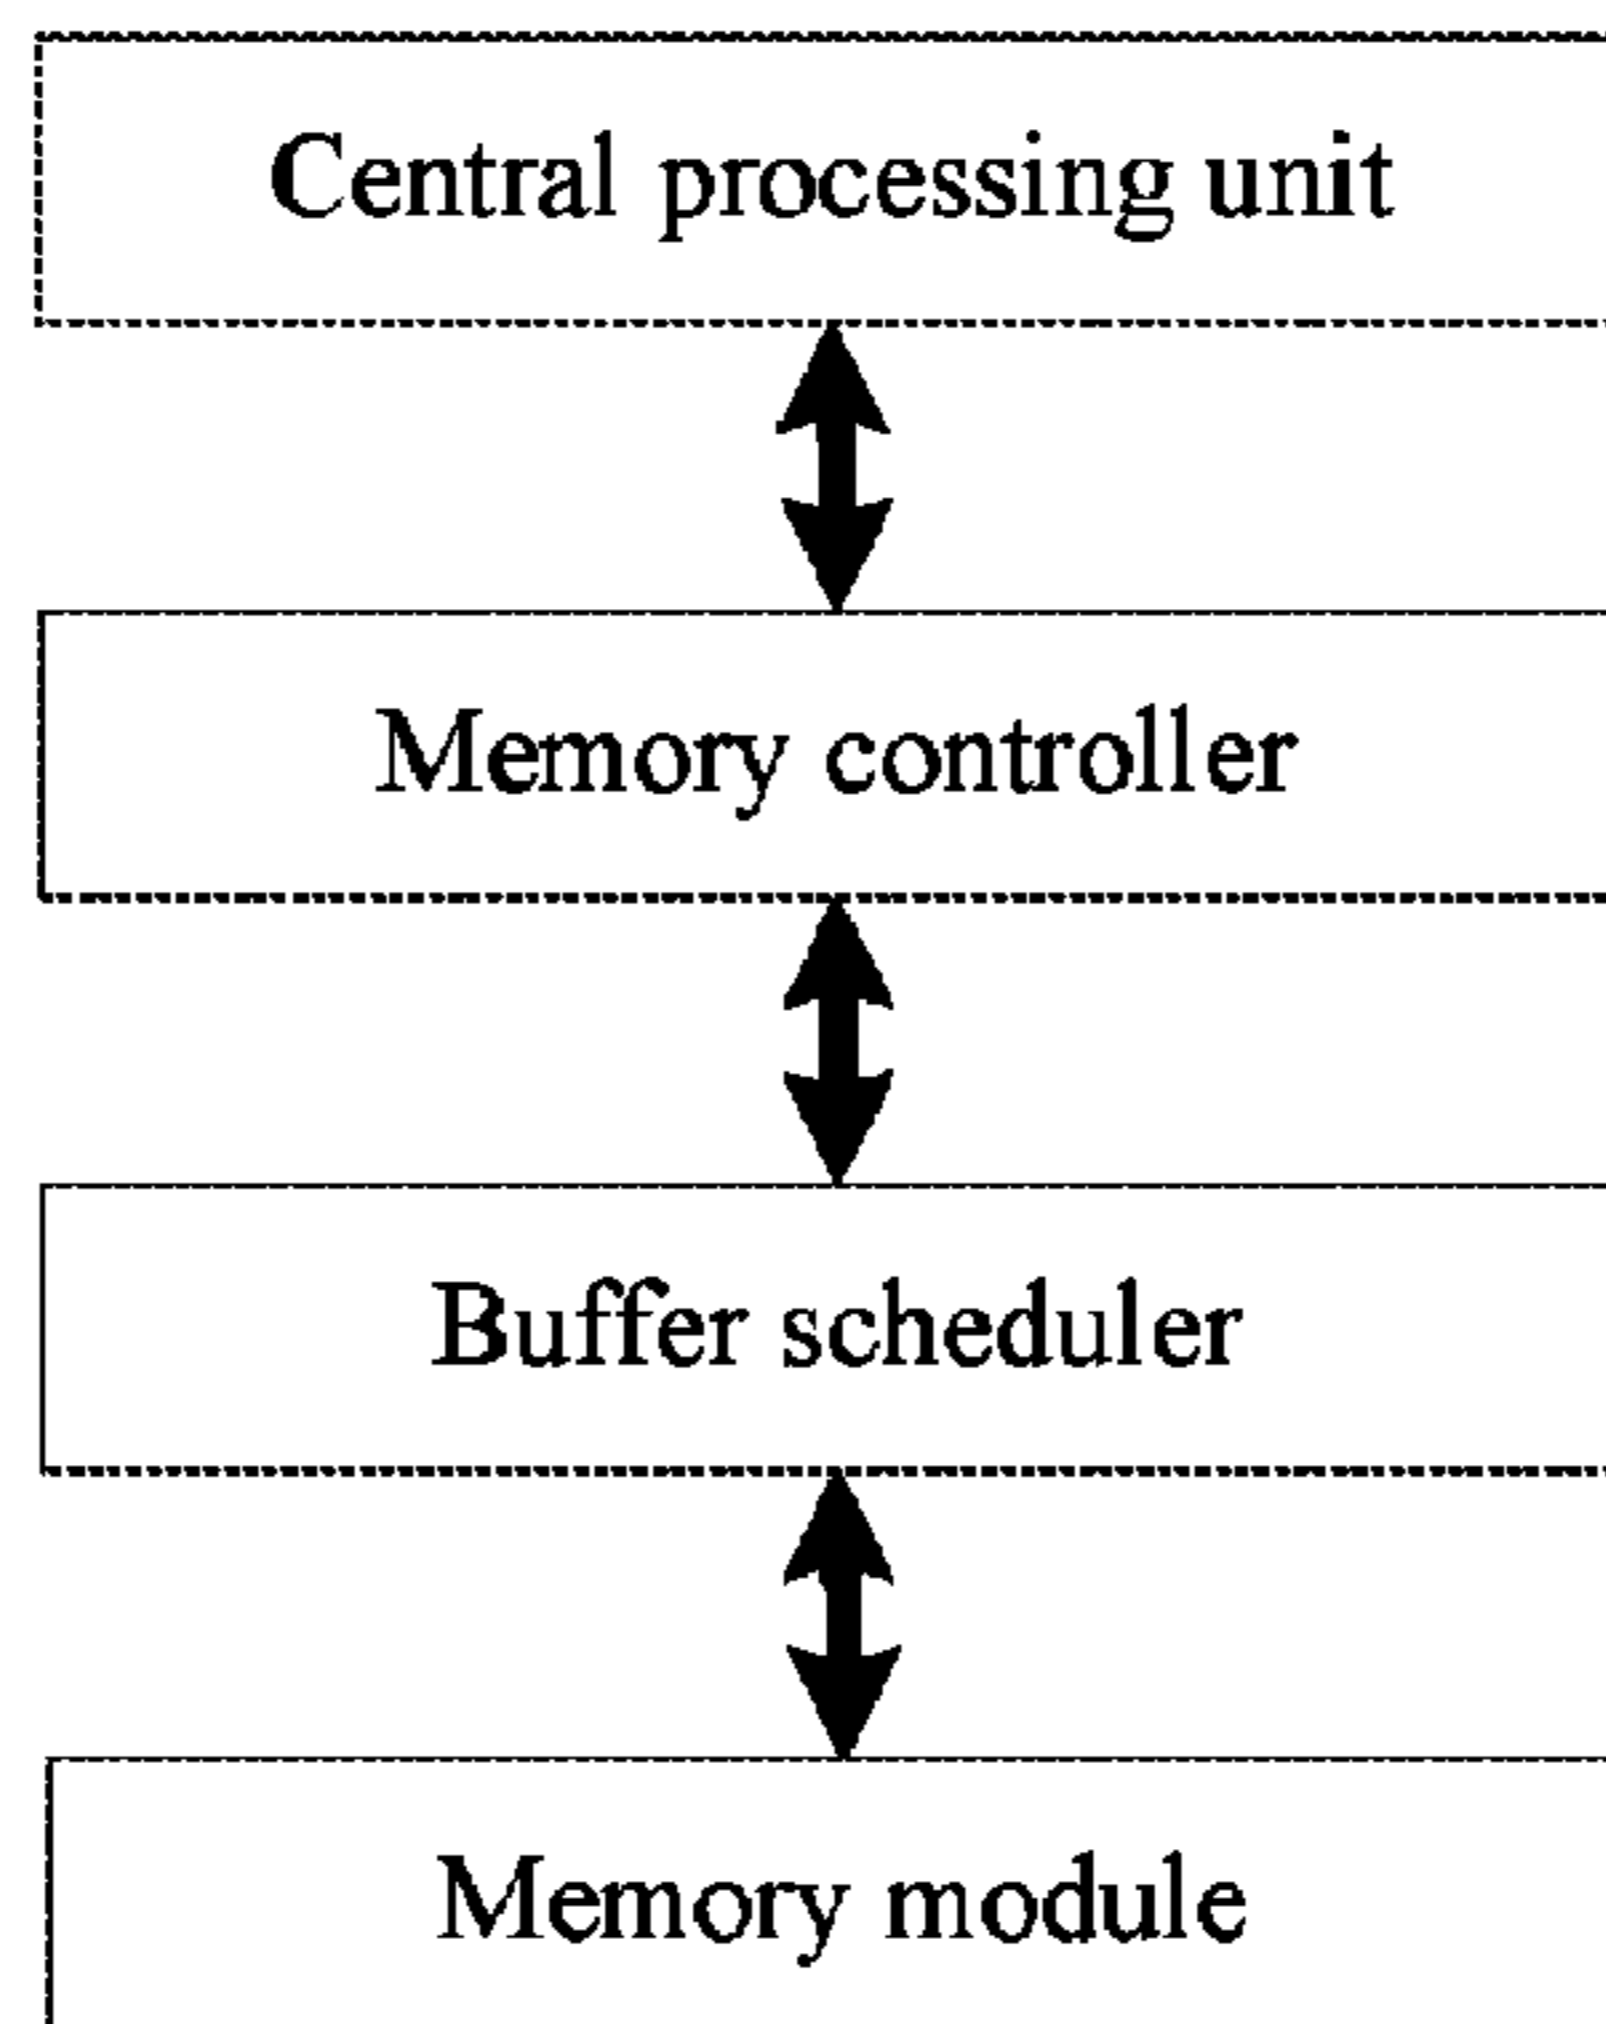 Central processing unit
Memory controller
Buffer scheduler
Memory module